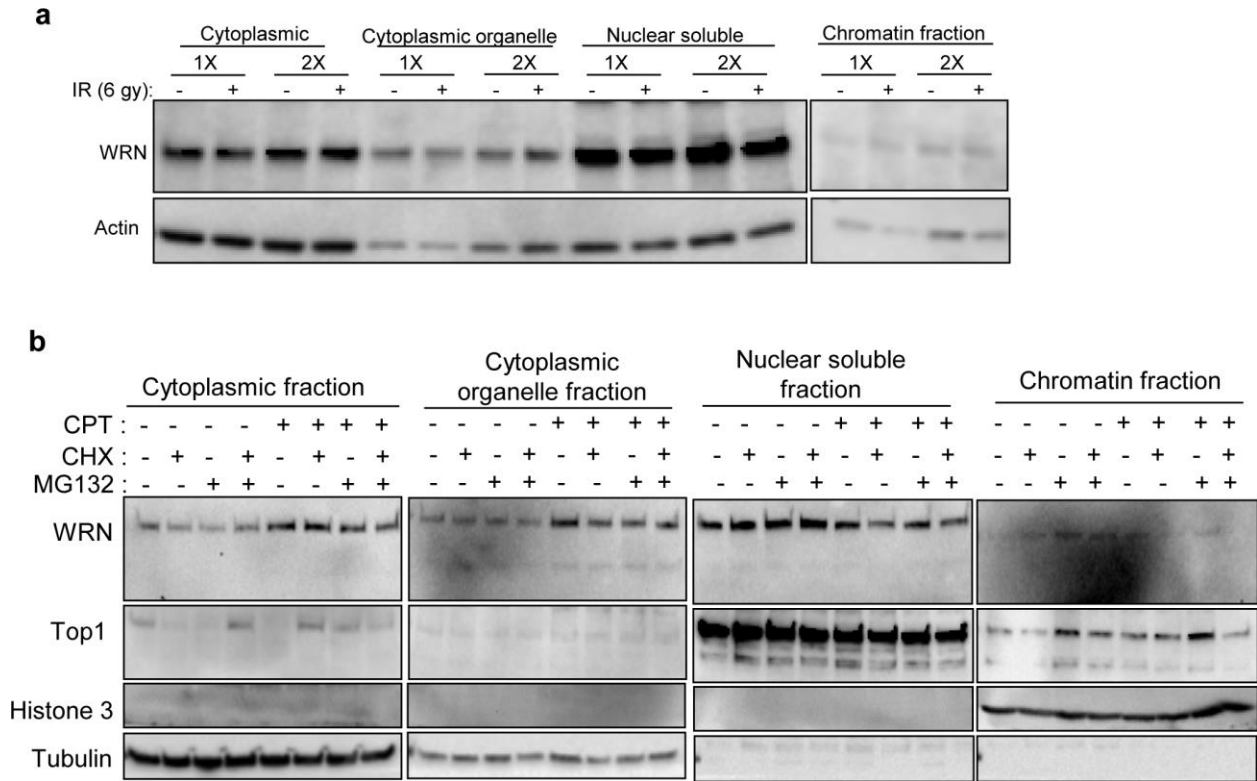 a
Cytoplasmic Cytoplasmic organelle Nuclear soluble Chromatin fraction
1X 2X 1X 2X 1X 2X 1X 2X
IR (6 gy): - + - + - + - + - + - + - + - +
WRN
Actin
b
Cytoplasmic fraction Cytoplasmic organelle fraction Nuclear soluble fraction Chromatin fraction
CPT : - - - - + + + + - - - - + + + + - - - - + + + + - - - - + + + +
CHX : - + - + - + - + - + - + - + - + - + - + - + - + - + - + - + - +
MG132 : - - + + - - + + - - + + - - + + - - + + - - + + - - + + - - + +
WRN
Top1
Histone 3
Tubulin